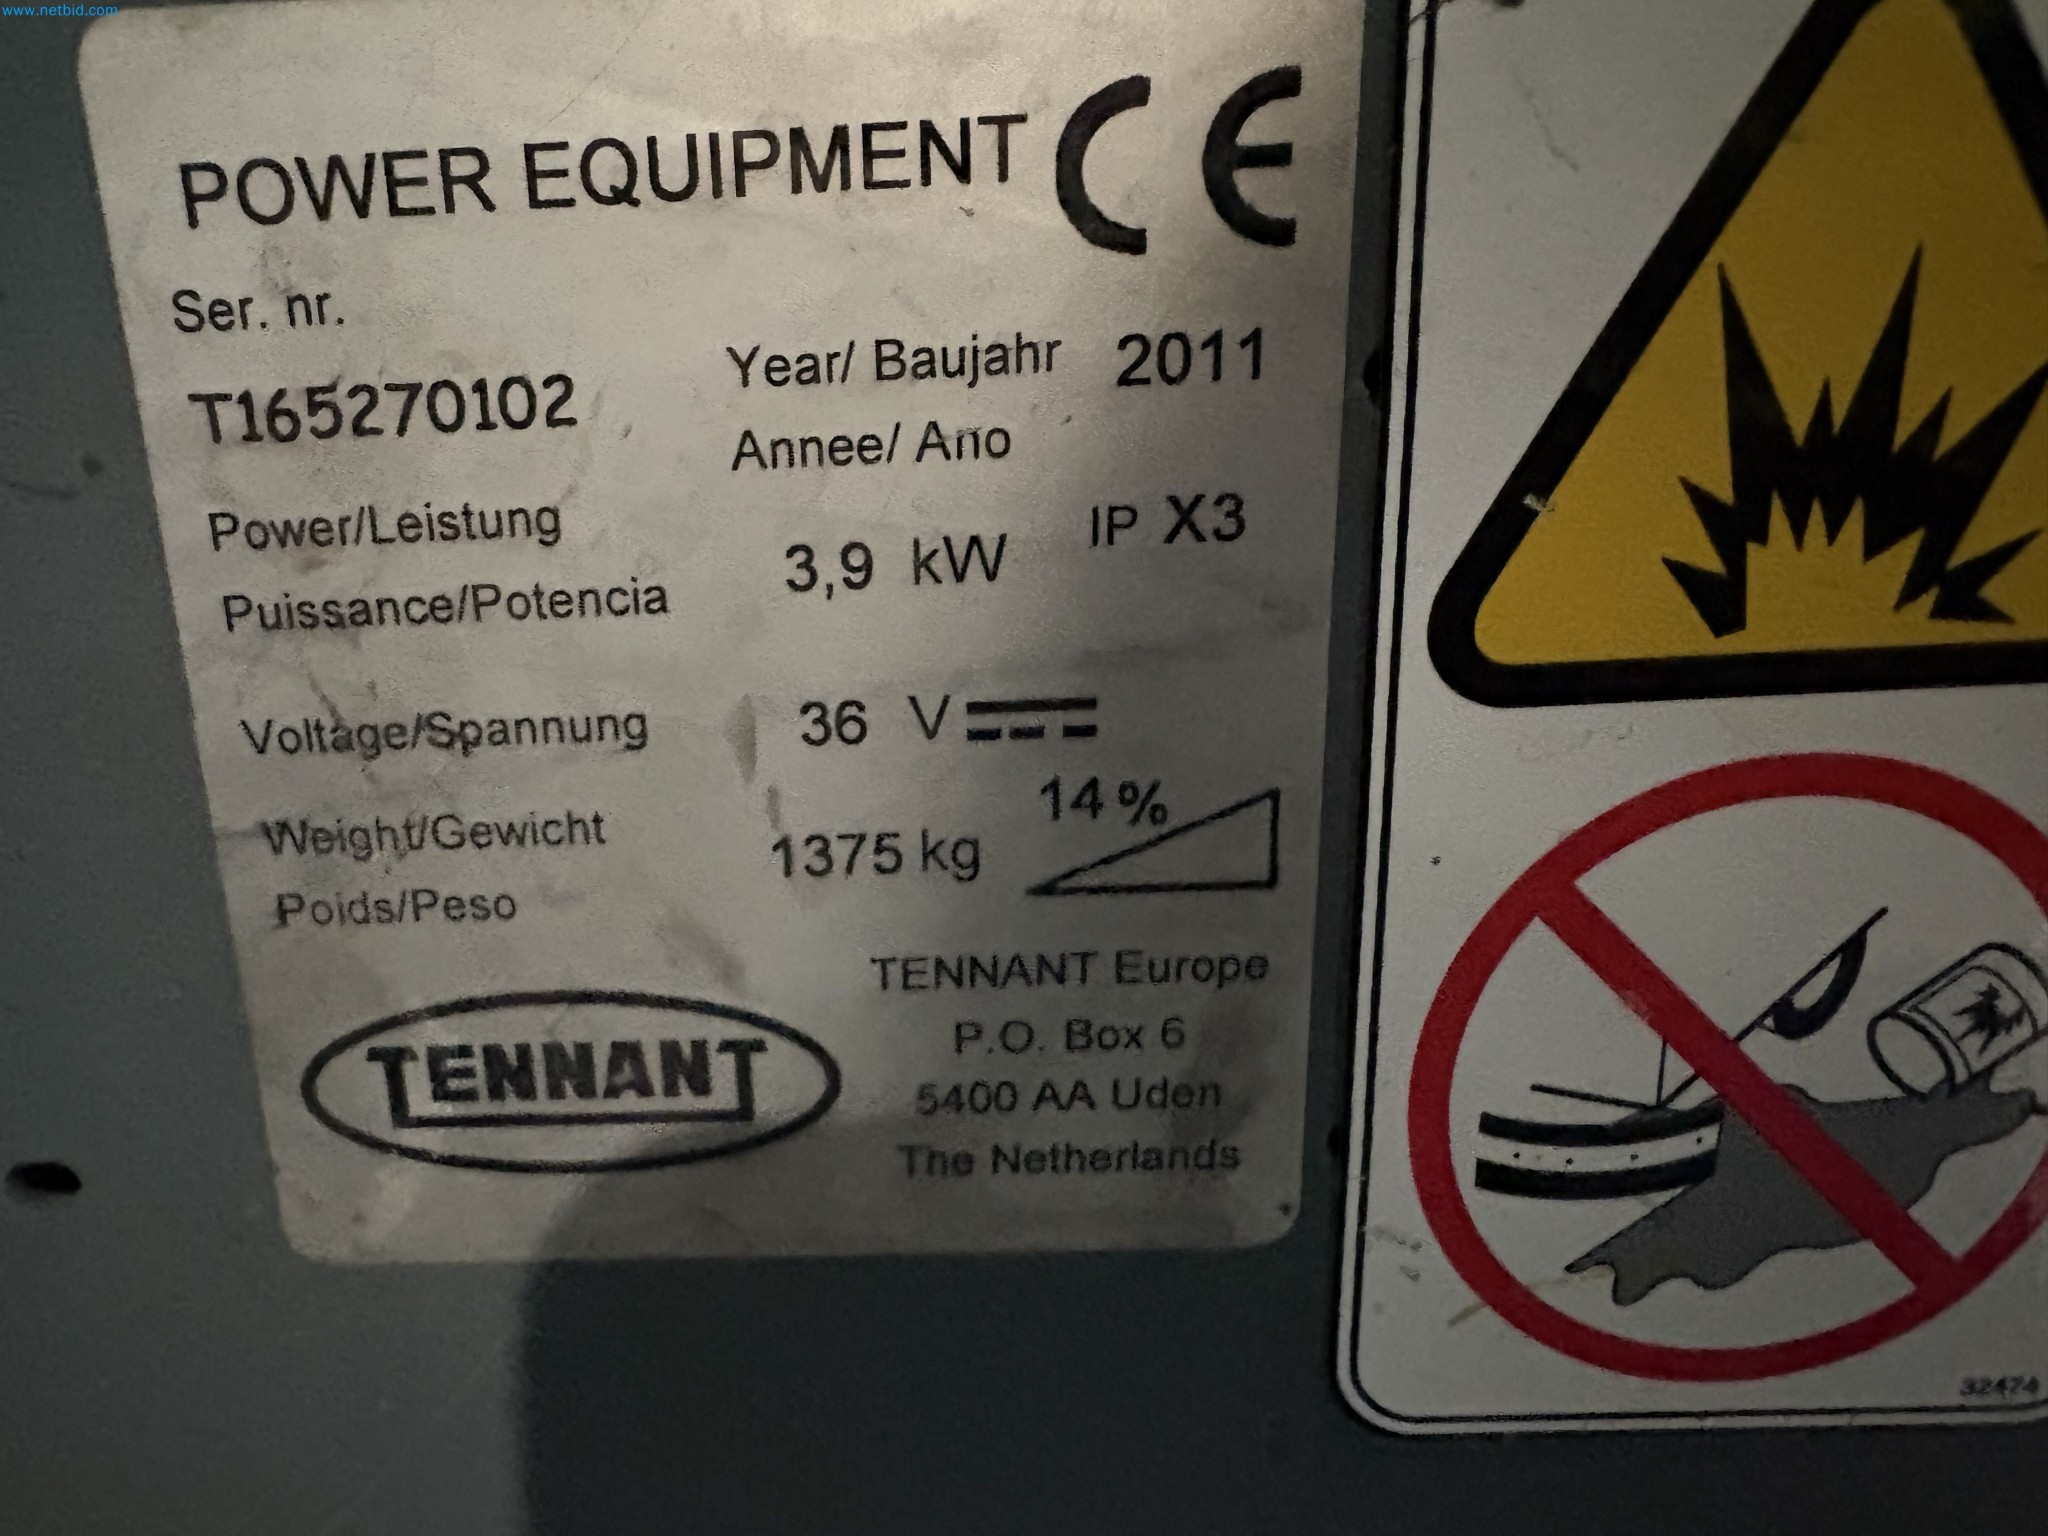 www.netbid.com
POWER EQUIPMENT CE
Ser. nr.
T165270102
Year/ Baujahr 2011
Annee/ Ano
Power/Leistung
Puissance/Potencia
3,9 kW IP X3
Voltage/Spannung 36 V
Weight/Gewicht
Poids/Peso
1375 kg 14%
TENNANT
TENNANT Europe
P.O. Box 6
5400 AA Uden
The Netherlands
32474